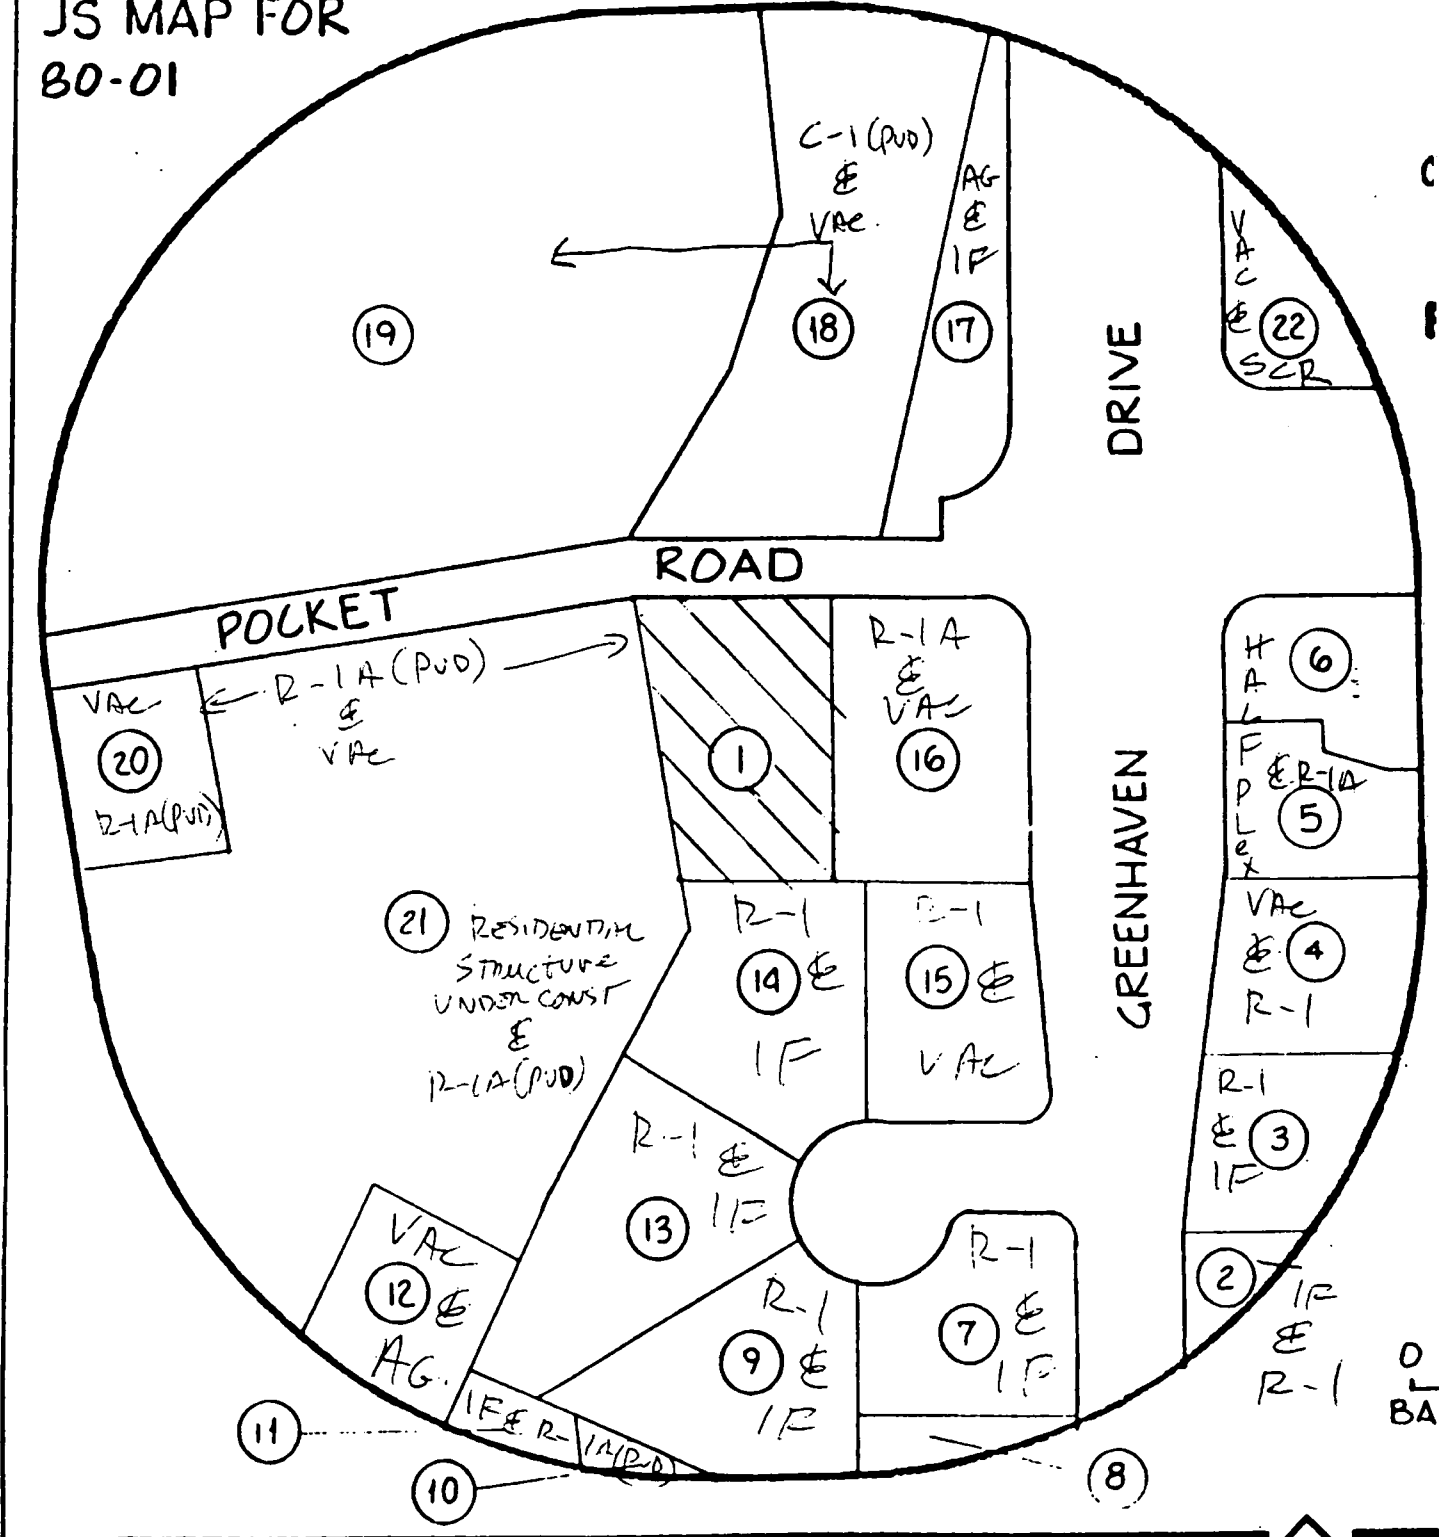 JS MAP FOR
80-01
C-1 (PUD)
&
VAC.
AG
&
1F
19
18
17
VAC &
22
SCR
DRIVE
ROAD
POCKET
R-1A (PUD)
&
VAC
VAC
20
R-1A (PUD)
1
R-1A
&
VAC
16
HAL
6
F PLex
& R-1A
5
GREENHAVEN
21
RESIDENTIAL
STRUCTURE
UNDER CONST
&
R-1A (PUD)
R-1
14 &
1F
R-1
15 &
VAC
VAC
& 4
R-1
R-1
& 3
1F
R-1 &
13 1F
VAC
12 &
AG.
R-1
9 &
1F
R-1
7 &
1F
2
1F
&
R-1
1F & R-1A (PUD)
11
10
8
O
BA